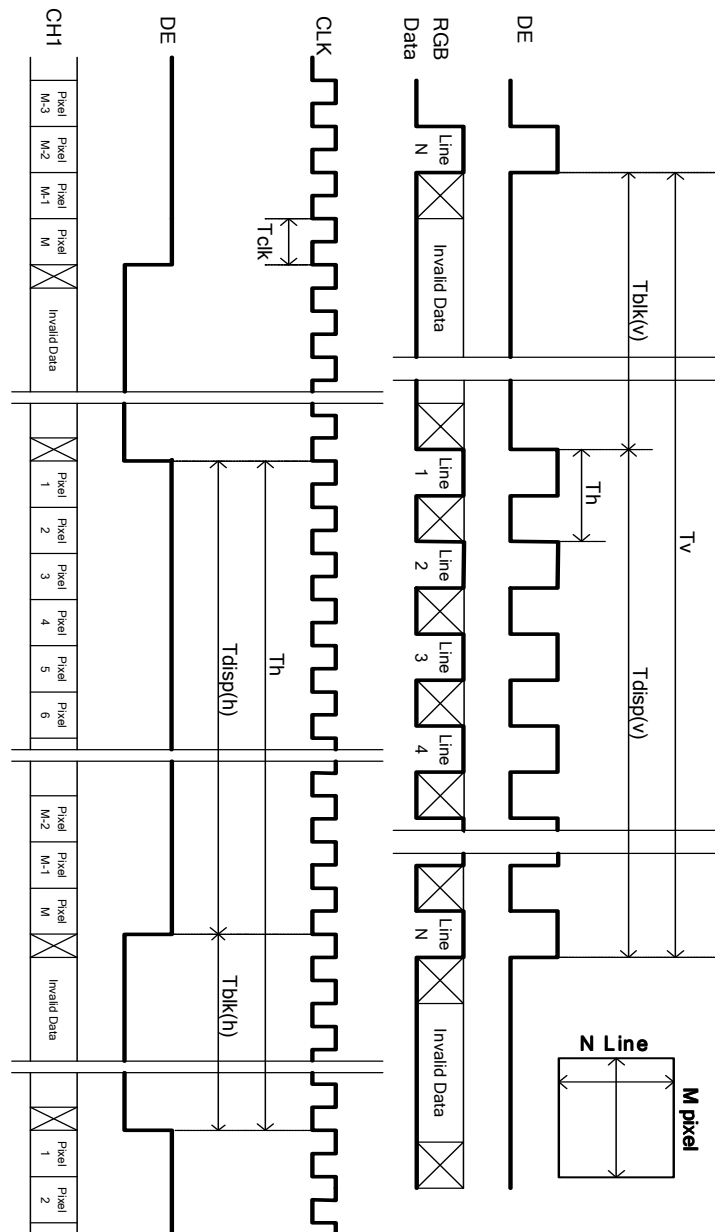 Tv
Tblk(v)
Tdisp(v)
Th
DE
RGB
Data
Line
N
Invalid Data
Line
1
Line
2
Line
3
Line
4
Line
N
Invalid Data
N Line
M pixel
CLK
Tclk
Th
Tdisp(h)
Tblk(h)
DE
CH1
Pixel
M-3
Pixel
M-2
Pixel
M-1
Pixel
M
Invalid Data
Pixel
1
Pixel
2
Pixel
3
Pixel
4
Pixel
5
Pixel
6
Pixel
M-2
Pixel
M-1
Pixel
M
Invalid Data
Pixel
1
Pixel
2